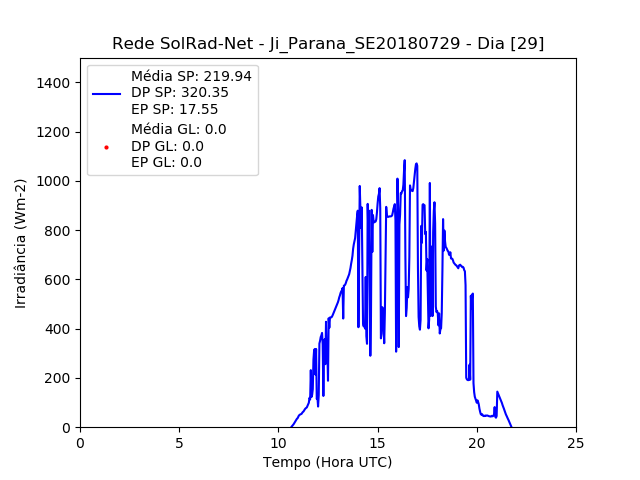 Rede SolRad-Net - Ji_Parana_SE20180729 - Dia [29]
Média SP: 219.94
DP SP: 320.35
EP SP: 17.55
Média GL: 0.0
DP GL: 0.0
EP GL: 0.0
1400
1200
1000
800
600
400
200
0
Irradiância (Wm-2)
0 5 10 15 20 25
Tempo (Hora UTC)